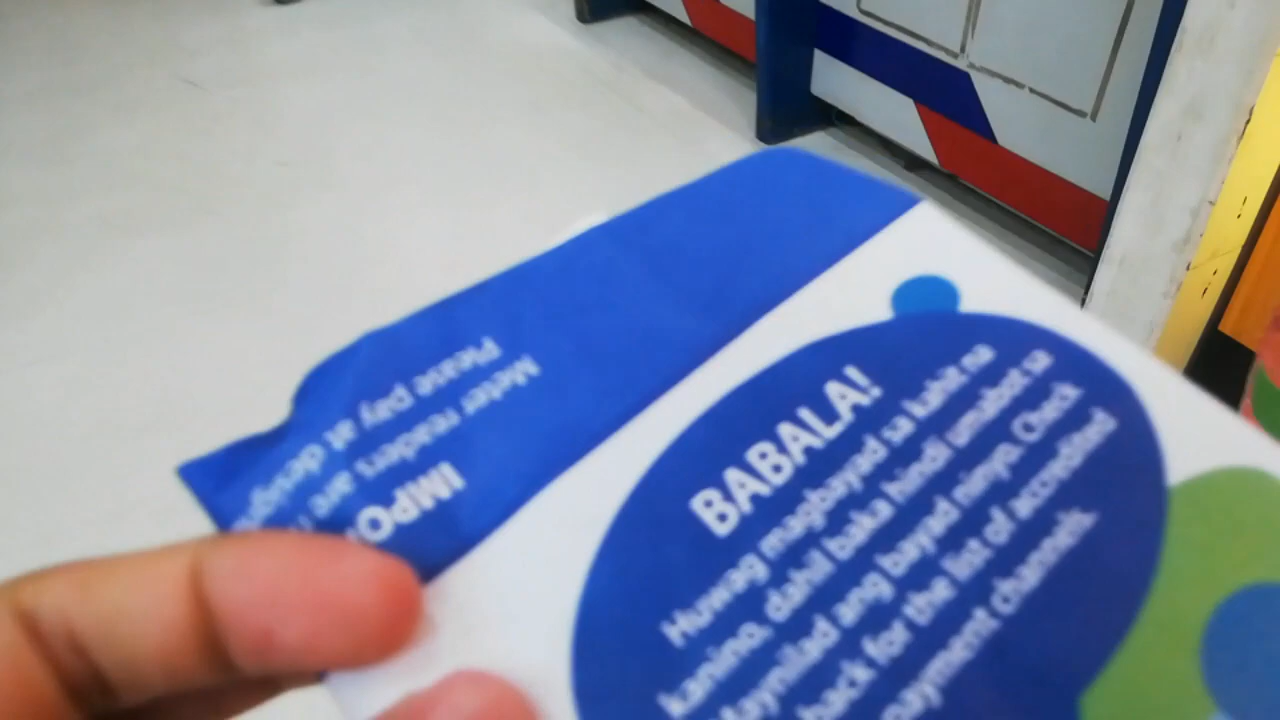 BABALA!
Huwag magbayad sa kahit na
kanino, dahil baka hindi umabot sa
Maynilad ang bayad ninyo. Check
back for the list of accredited
payment channels.
IMPO
Meter readers are
Please pay at